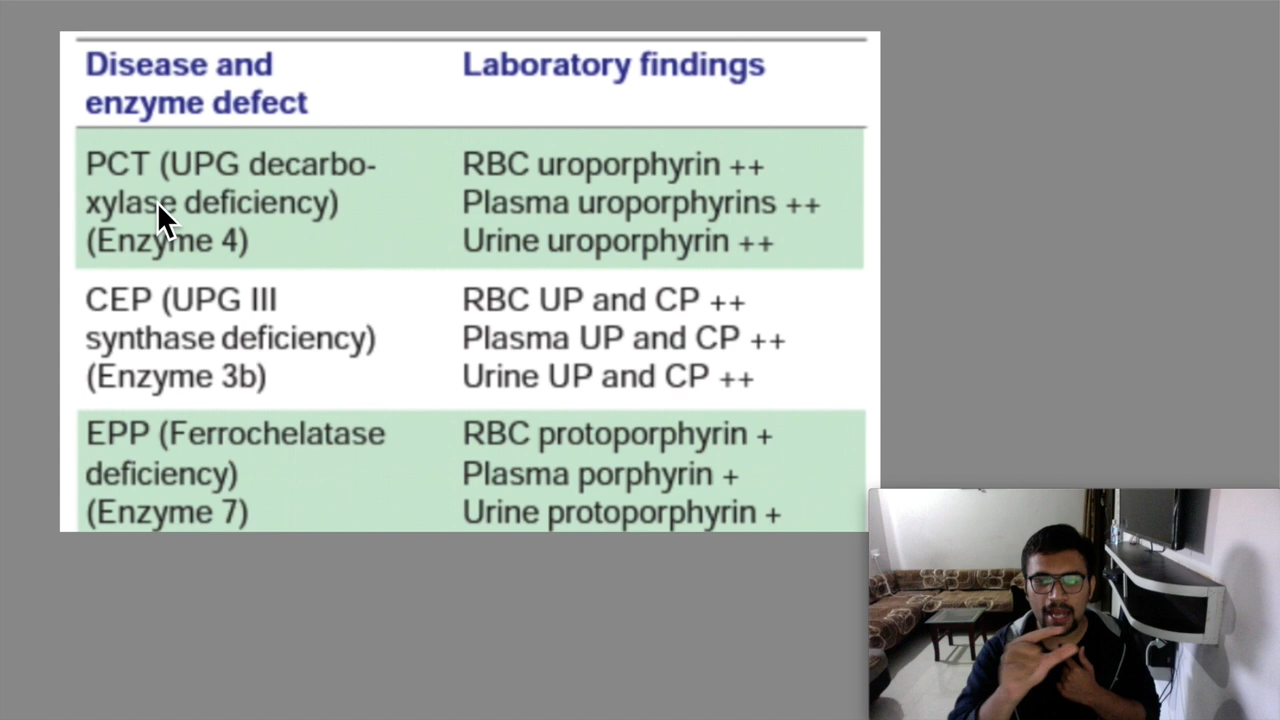 Disease and Laboratory findings
enzyme defect
PCT (UPG decarbo- RBC uroporphyrin ++
xylase deficiency) Plasma uroporphyrins ++
(Enzyme 4) Urine uroporphyrin ++
CEP (UPG III RBC UP and CP ++
synthase deficiency) Plasma UP and CP ++
(Enzyme 3b) Urine UP and CP ++
EPP (Ferrochelatase RBC protoporphyrin +
deficiency) Plasma porphyrin +
(Enzyme 7) Urine protoporphyrin +